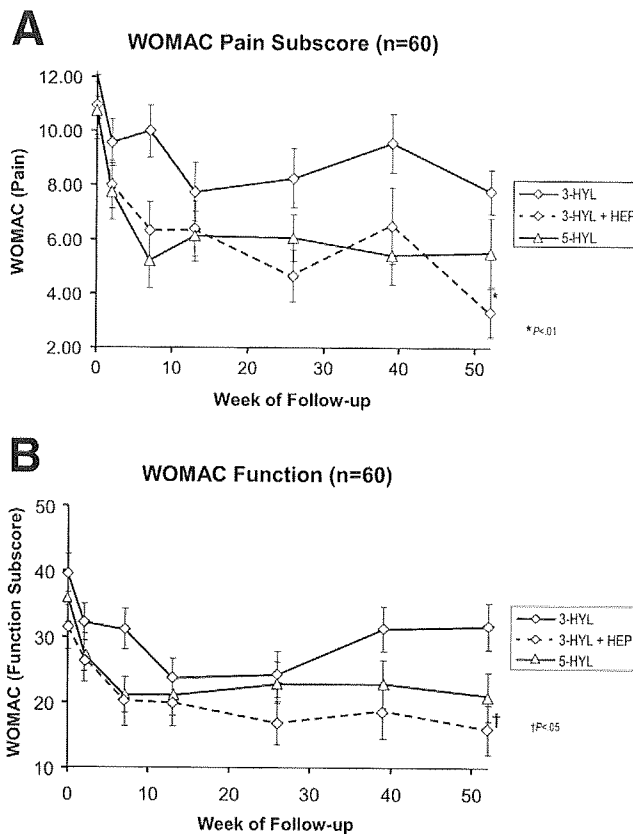 A
WOMAC Pain Subscore (n=60)
WOMAC (Pain)
12.00
10.00
8.00
6.00
4.00
2.00
0
10
20
30
40
50
Week of Follow-up
3-HYL
3-HYL + HEP
5-HYL
*
*P<.01
B
WOMAC Function (n=60)
WOMAC (Function Subscore)
50
40
30
20
10
0
10
20
30
40
50
Week of Follow-up
3-HYL
3-HYL + HEP
5-HYL
†
†P<.05